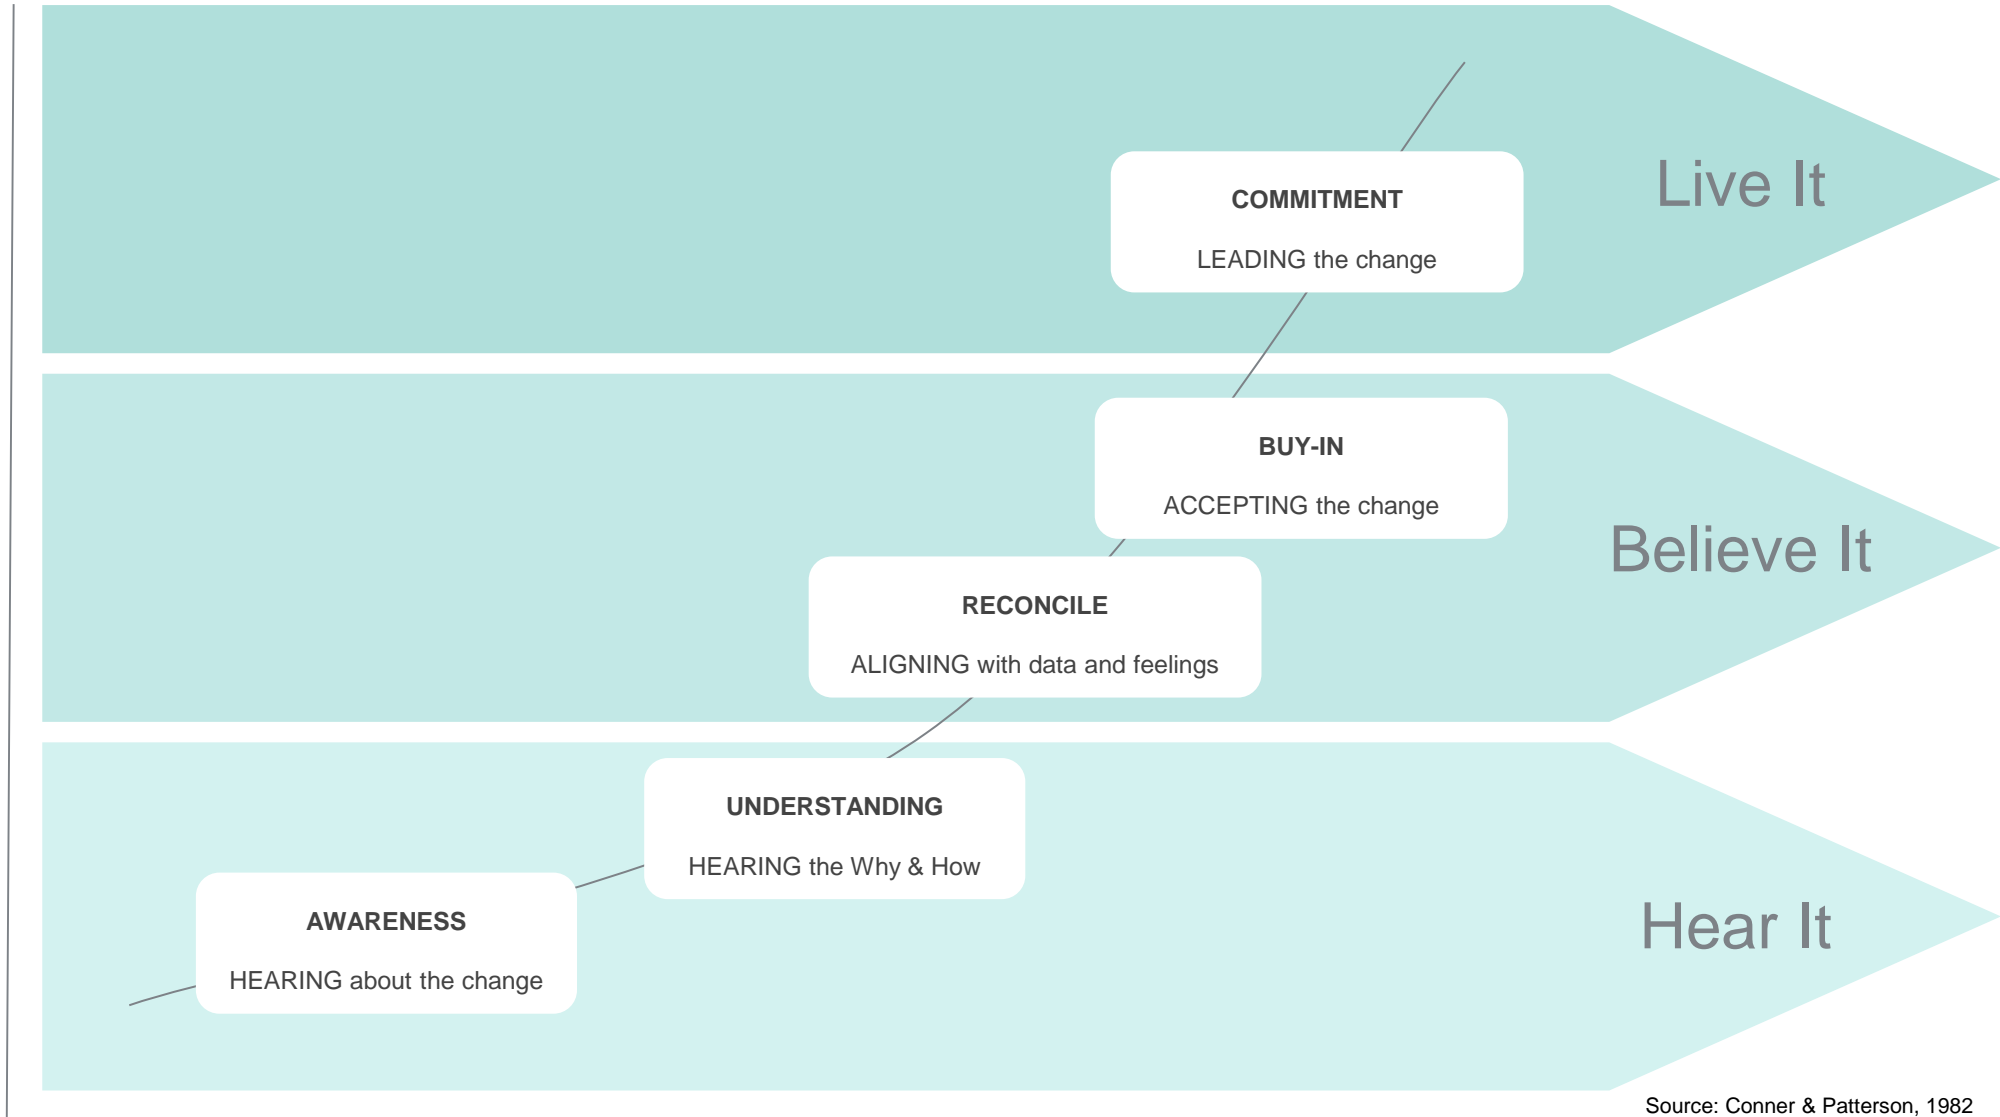 COMMITMENT
LEADING the change
Live It
BUY-IN
ACCEPTING the change
Believe It
RECONCILE
ALIGNING with data and feelings
UNDERSTANDING
HEARING the Why & How
Hear It
AWARENESS
HEARING about the change
Source: Conner & Patterson, 1982